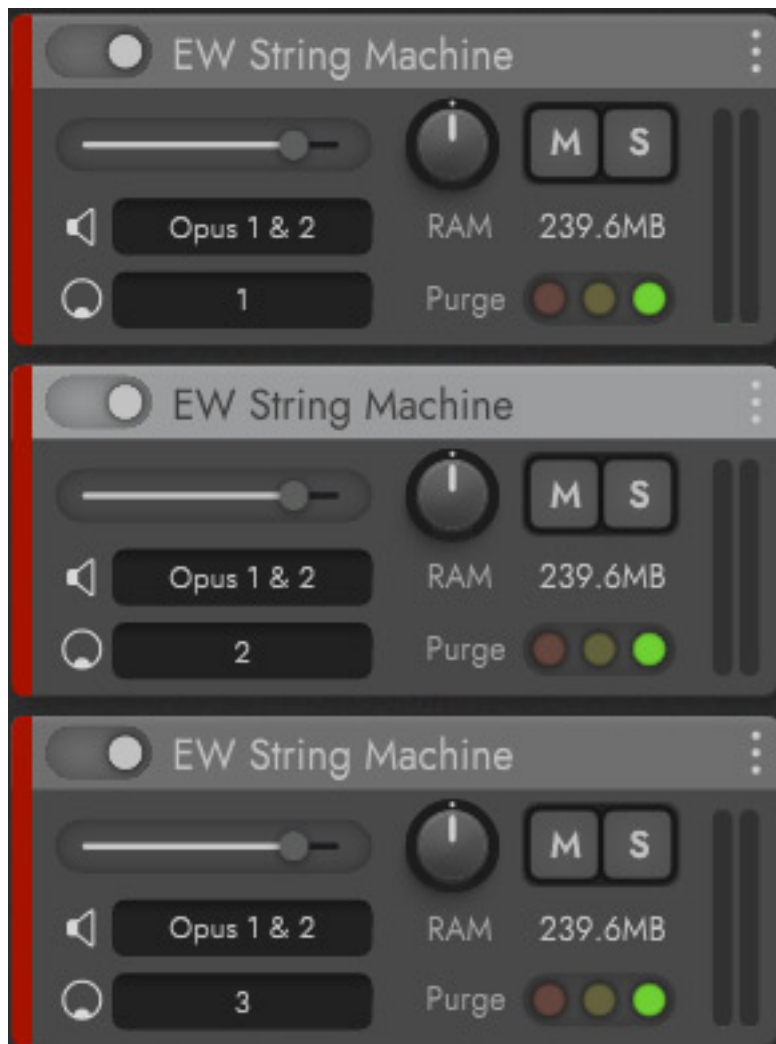 EW String Machine
M S
Opus 1 & 2 RAM 239.6MB
1 Purge
EW String Machine
M S
Opus 1 & 2 RAM 239.6MB
2 Purge
EW String Machine
M S
Opus 1 & 2 RAM 239.6MB
3 Purge